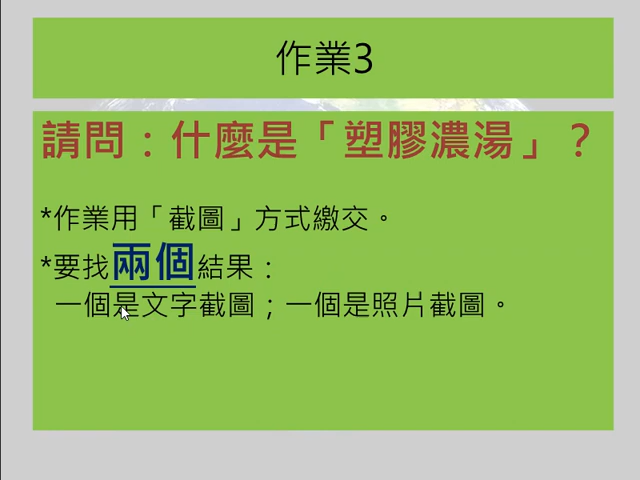 作業3
請問：什麼是「塑膠濃湯」？
*作業用「截圖」方式繳交。
*要找兩個結果：
一個是文字截圖；一個是照片截圖。